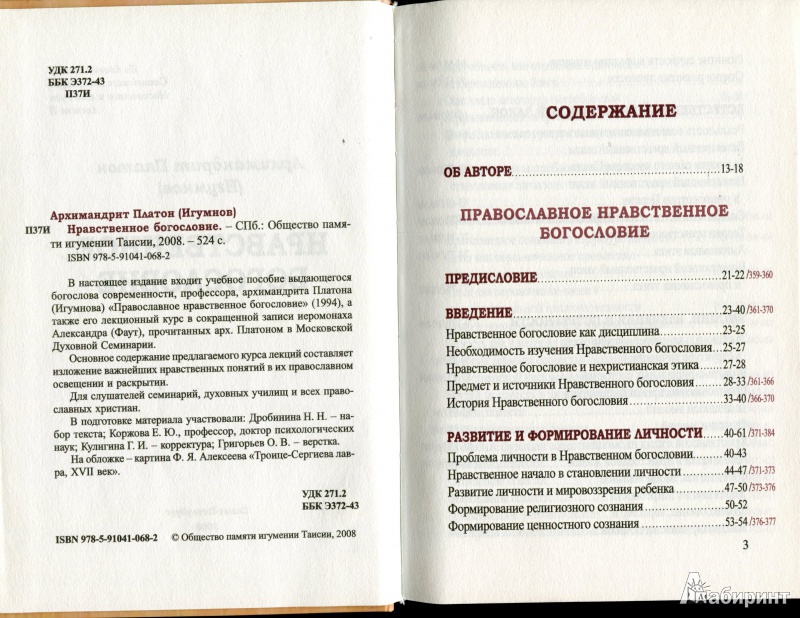 УДК 271.2
ББК Э372-43
П37И
Архимандрит Платон (Игумнов)
П37И Нравственное богословие. – СПб.: Общество памя-
ти игумении Таисии, 2008. – 524 с.
ISBN 978-5-91041-068-2
В настоящее издание входит учебное пособие выдающегося
богослова современности, профессора, архимандрита Платона
(Игумнова) «Православное нравственное богословие» (1994), а
также его лекционный курс в сокращенной записи иеромонаха
Александра (Фаут), прочитанных арх. Платоном в Московской
Духовной Семинарии.
Основное содержание предлагаемого курса лекций составляет
изложение важнейших нравственных понятий в их православном
освещении и раскрытии.
Для слушателей семинарий, духовных училищ и всех право-
славных христиан.
В подготовке материала участвовали: Дробинина Н. Н. – на-
бор текста; Коржова Е. Ю., профессор, доктор психологических
наук; Кулигна Г. И. – корректура; Григорьев О. В. – верстка.
На обложке – картина Ф. Я. Алексеева «Троице-Сергиева лав-
ра, XVII век».
УДК 271.2
ББК Э372-43
ISBN 978-5-91041-068-2 © Общество памяти игумении Таисии, 2008
СОДЕРЖАНИЕ
ОБ АВТОРЕ 13-18
ПРАВОСЛАВНОЕ НРАВСТВЕННОЕ
БОГОСЛОВИЕ
ПРЕДИСЛОВИЕ 21-22 /359-360
ВВЕДЕНИЕ 23-40 /361-370
Нравственное богословие как дисциплина 23-25
Необходимость изучения Нравственного богословия 25-27
Нравственное богословие и нехристианская этика 27-28
Предмет и источники Нравственного богословия 28-33 /361-366
История Нравственного богословия 33-40 /366-370
РАЗВИТИЕ И ФОРМИРОВАНИЕ ЛИЧНОСТИ 40-61 /371-384
Проблема личности в Нравственном богословии 40-43
Нравственное начало в становлении личности 44-47 /371-373
Развитие личности и мировоззрения ребенка 47-50 /373-376
Формирование религиозного сознания 50-52
Формирование ценностного сознания 53-54 /376-377
3
Лабиринт